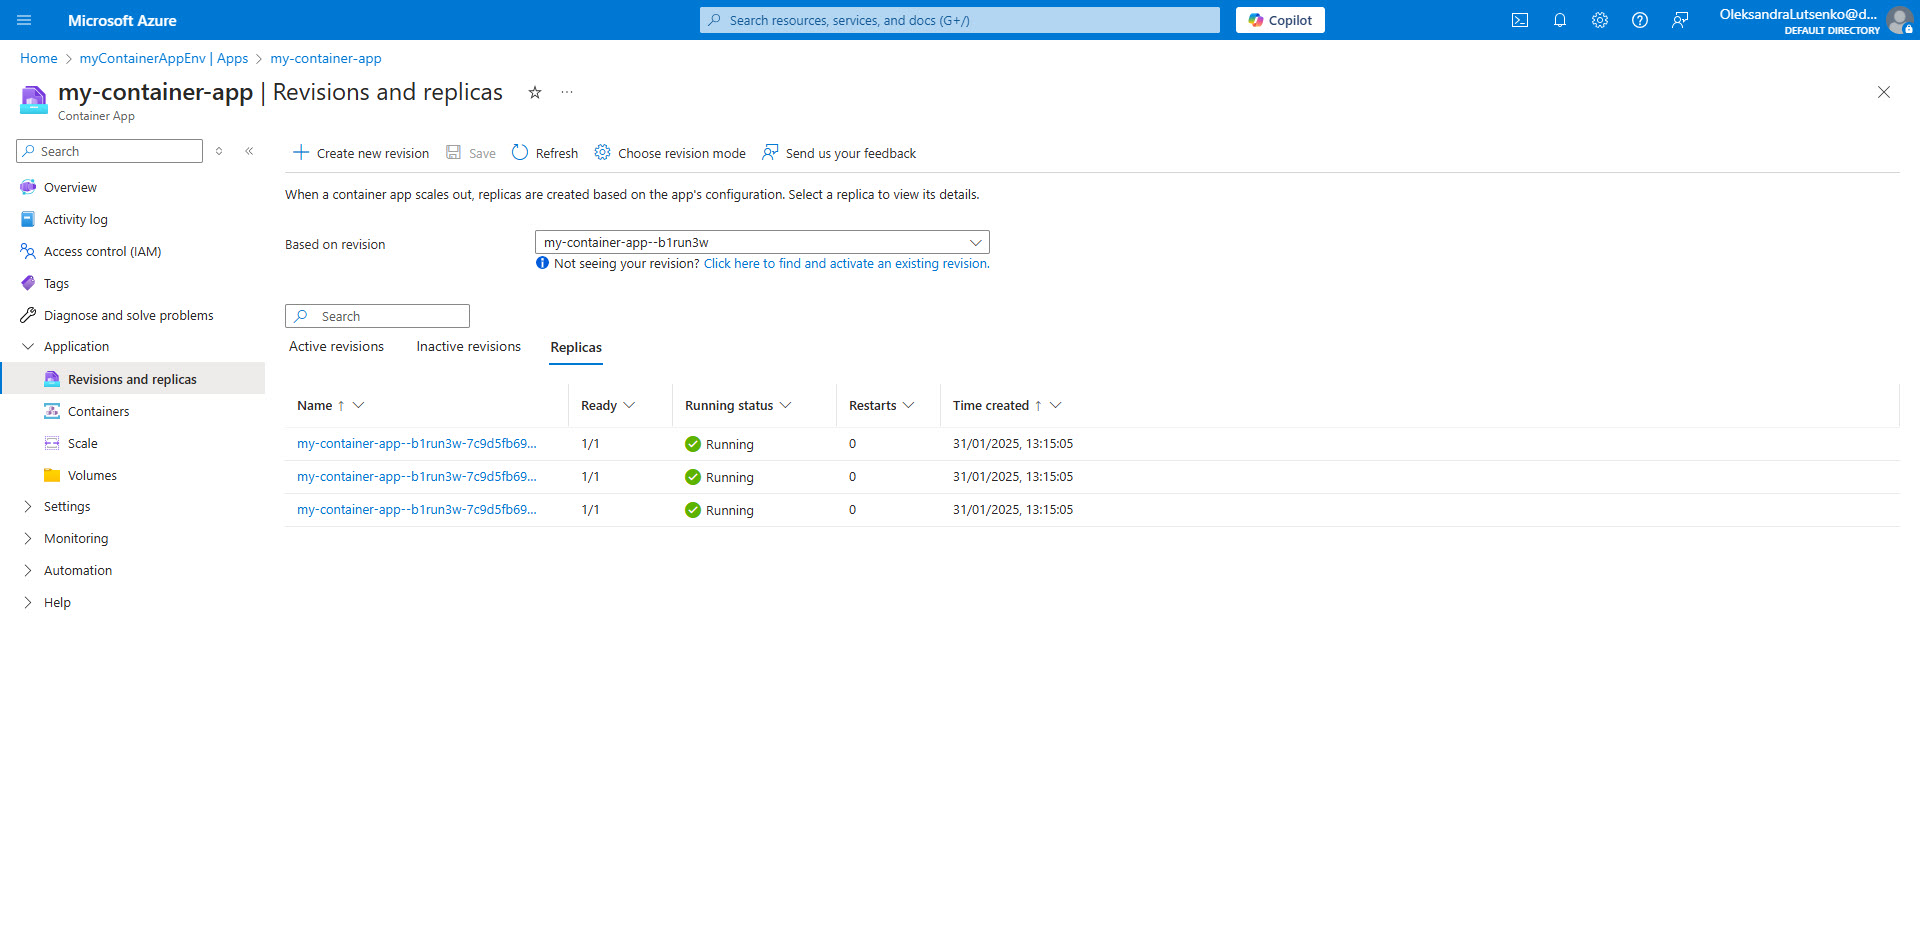 Microsoft Azure
Search resources, services, and docs (G+/)
Copilot
OleksandraLutsenko@d...
DEFAULT DIRECTORY
Home > myContainerAppEnv | Apps > my-container-app
my-container-app | Revisions and replicas
Container App
Search
Create new revision
Save
Refresh
Choose revision mode
Send us your feedback
Overview
Activity log
Access control (IAM)
Tags
Diagnose and solve problems
Application
Revisions and replicas
Containers
Scale
Volumes
Settings
Monitoring
Automation
Help
When a container app scales out, replicas are created based on the app's configuration. Select a replica to view its details.
Based on revision
my-container-app--b1run3w
Not seeing your revision? Click here to find and activate an existing revision.
Search
Active revisions Inactive revisions Replicas
Name ↑ Ready Running status Restarts Time created ↑
my-container-app--b1run3w-7c9d5fb69... 1/1 Running 0 31/01/2025, 13:15:05
my-container-app--b1run3w-7c9d5fb69... 1/1 Running 0 31/01/2025, 13:15:05
my-container-app--b1run3w-7c9d5fb69... 1/1 Running 0 31/01/2025, 13:15:05